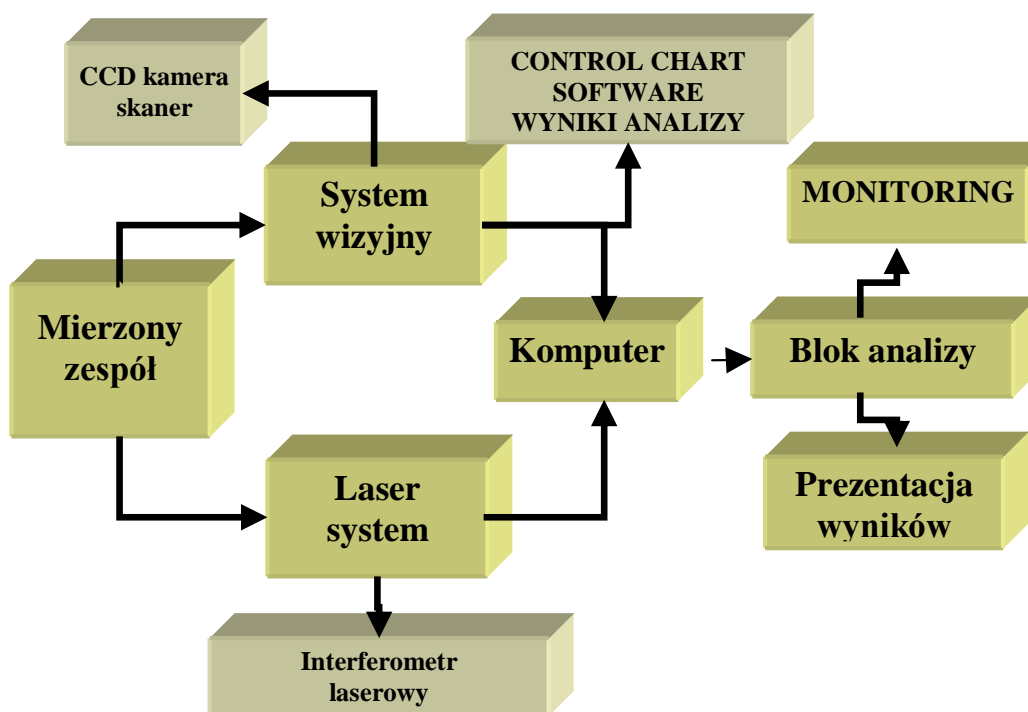 CCD kamera
skaner
CONTROL CHART
SOFTWARE
WYNIKI ANALIZY
System
wizyjny
MONITORING
Mierzony
zespół
Komputer
Blok analizy
Laser
system
Prezentacja
wyników
Interferometr
laserowy